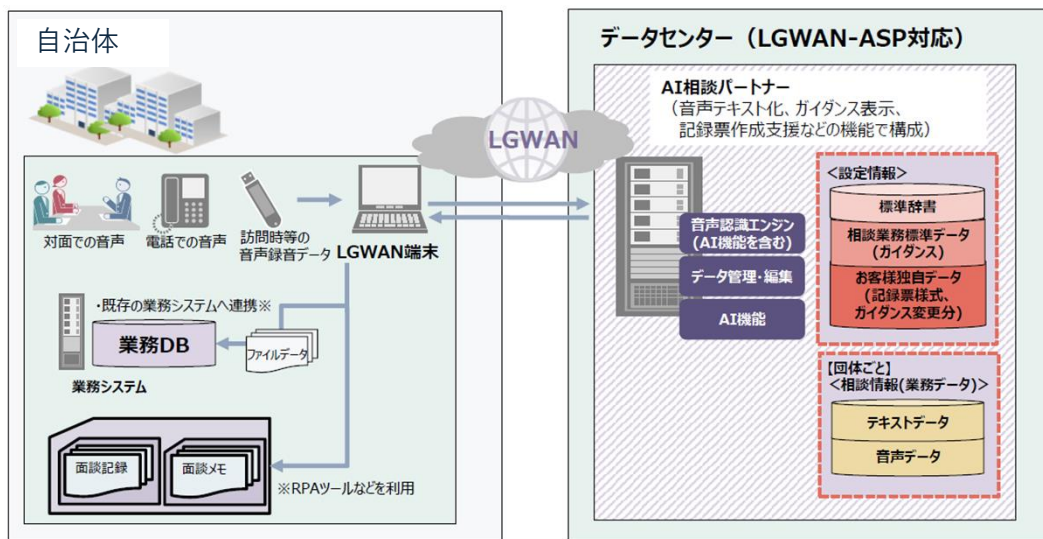 自治体
対面での音声
電話での音声
訪問時等の
音声録音データ
LGWAN端末
・既存の業務システムへ連携※
業務DB
ファイルデータ
業務システム
面談記録
面談メモ
※RPAツールなどを利用
LGWAN
データセンター（LGWAN-ASP対応）
AI相談パートナー
（音声テキスト化、ガイダンス表示、
記録票作成支援などの機能で構成）
音声認識エンジン
(AI機能を含む)
データ管理・編集
AI機能
＜設定情報＞
標準辞書
相談業務標準データ
(ガイダンス)
お客様独自データ
(記録票様式、
ガイダンス変更分)
【団体ごと】
＜相談情報(業務データ)＞
テキストデータ
音声データ